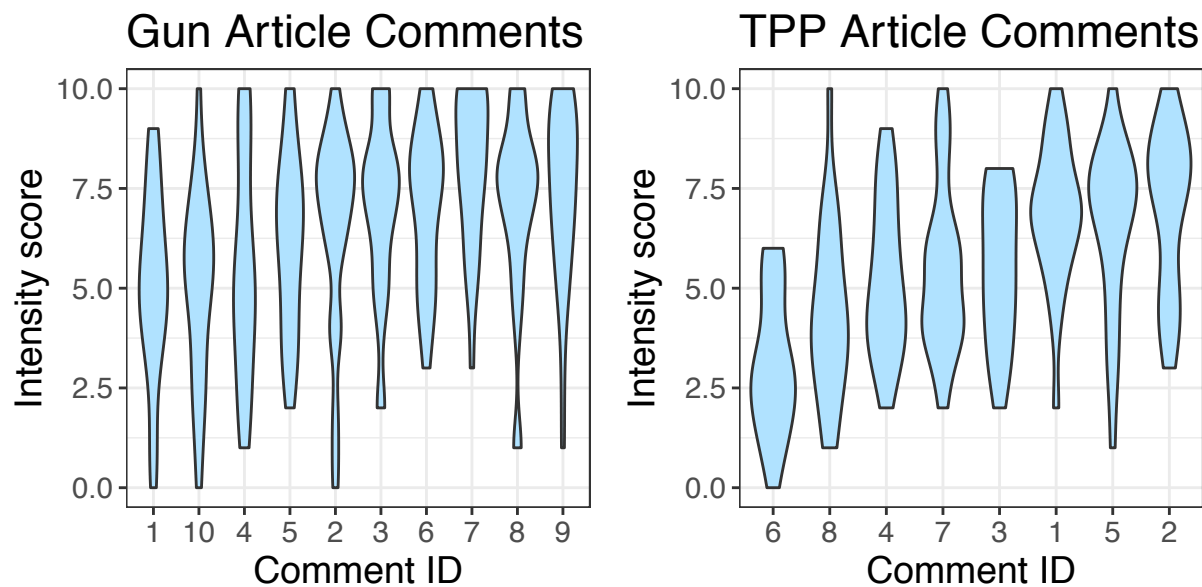 Gun Article Comments
10.0
7.5
5.0
2.5
0.0
Intensity score
1 10 4 5 2 3 6 7 8 9
Comment ID
TPP Article Comments
10.0
7.5
5.0
2.5
0.0
Intensity score
6 8 4 7 3 1 5 2
Comment ID